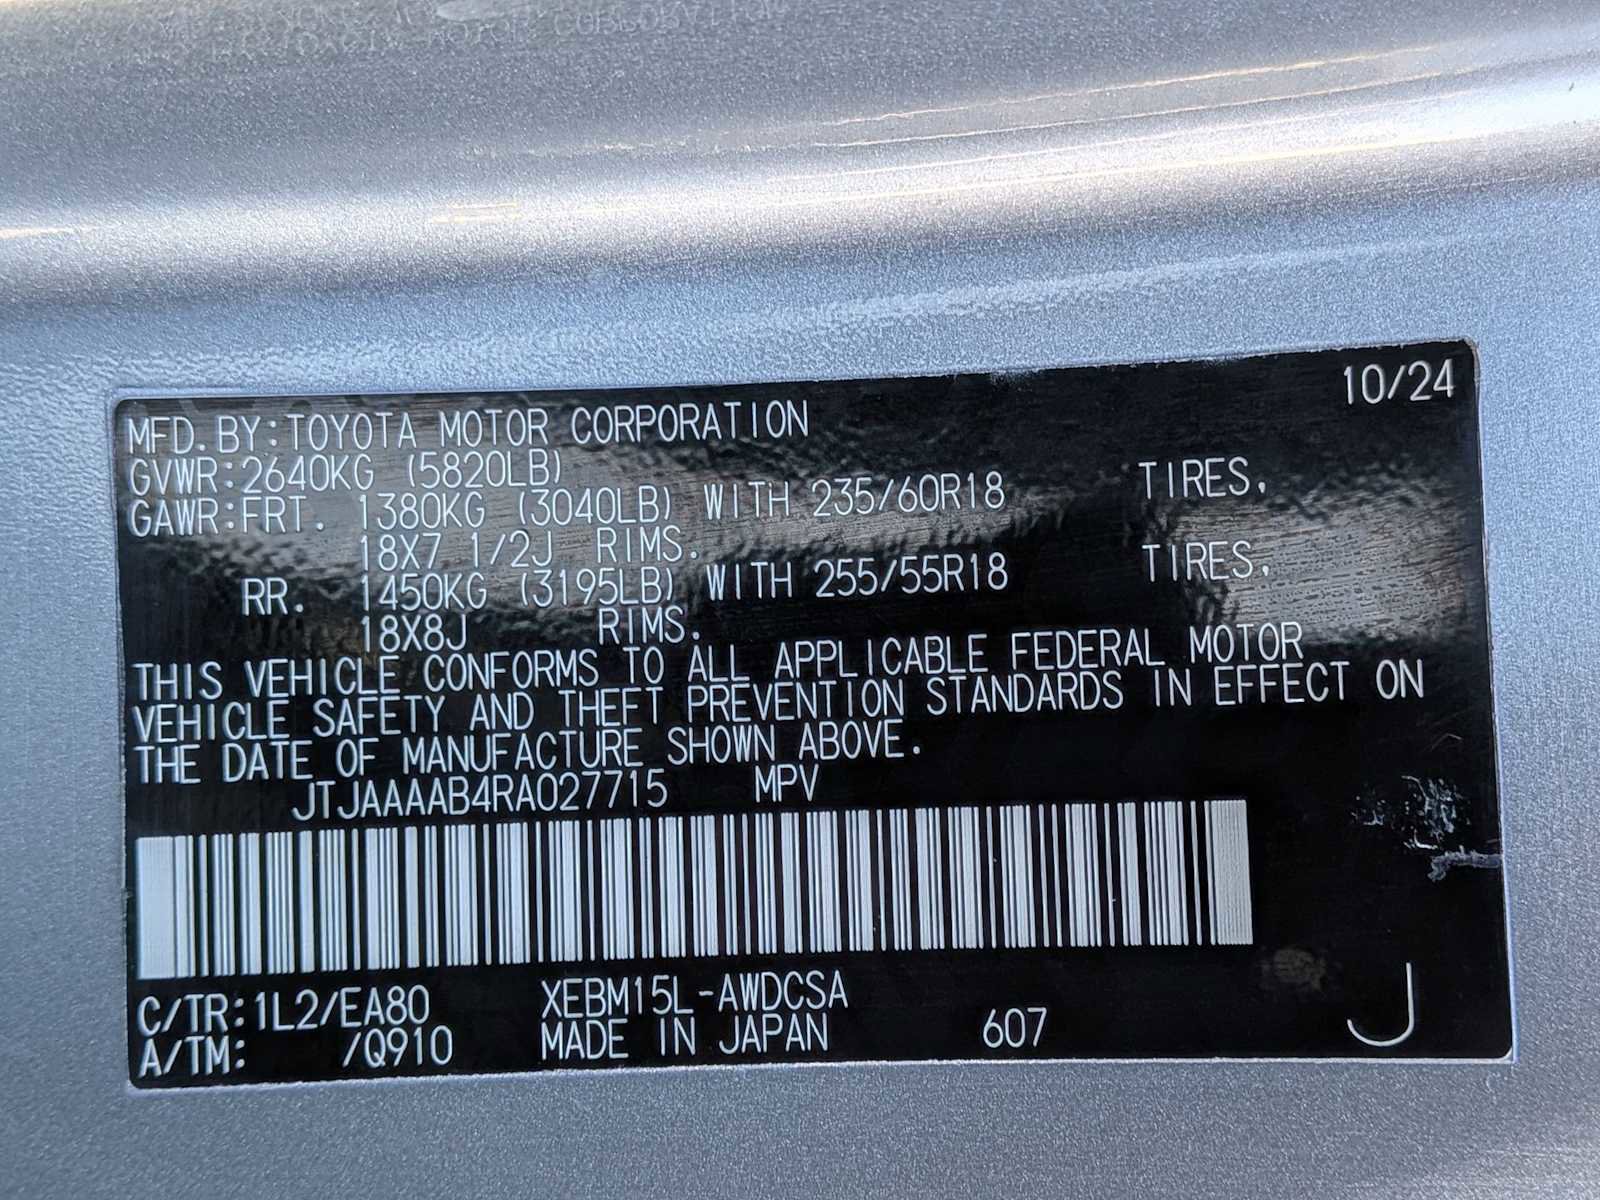 10/24
MFD.BY:TOYOTA MOTOR CORPORATION
GVWR:2640KG (5820LB)
GAWR:FRT. 1380KG (3040LB) WITH 235/60R18 TIRES,
18X7 1/2J RIMS.
RR. 1450KG (3195LB) WITH 255/55R18 TIRES,
18X8J RIMS.
THIS VEHICLE CONFORMS TO ALL APPLICABLE FEDERAL MOTOR
VEHICLE SAFETY AND THEFT PREVENTION STANDARDS IN EFFECT ON
THE DATE OF MANUFACTURE SHOWN ABOVE.
JTJAAAAB4RA027715 MPV
C/TR:1L2/EA80 XEBM15L-AWDCSA
A/TM: /Q910 MADE IN JAPAN 607 J